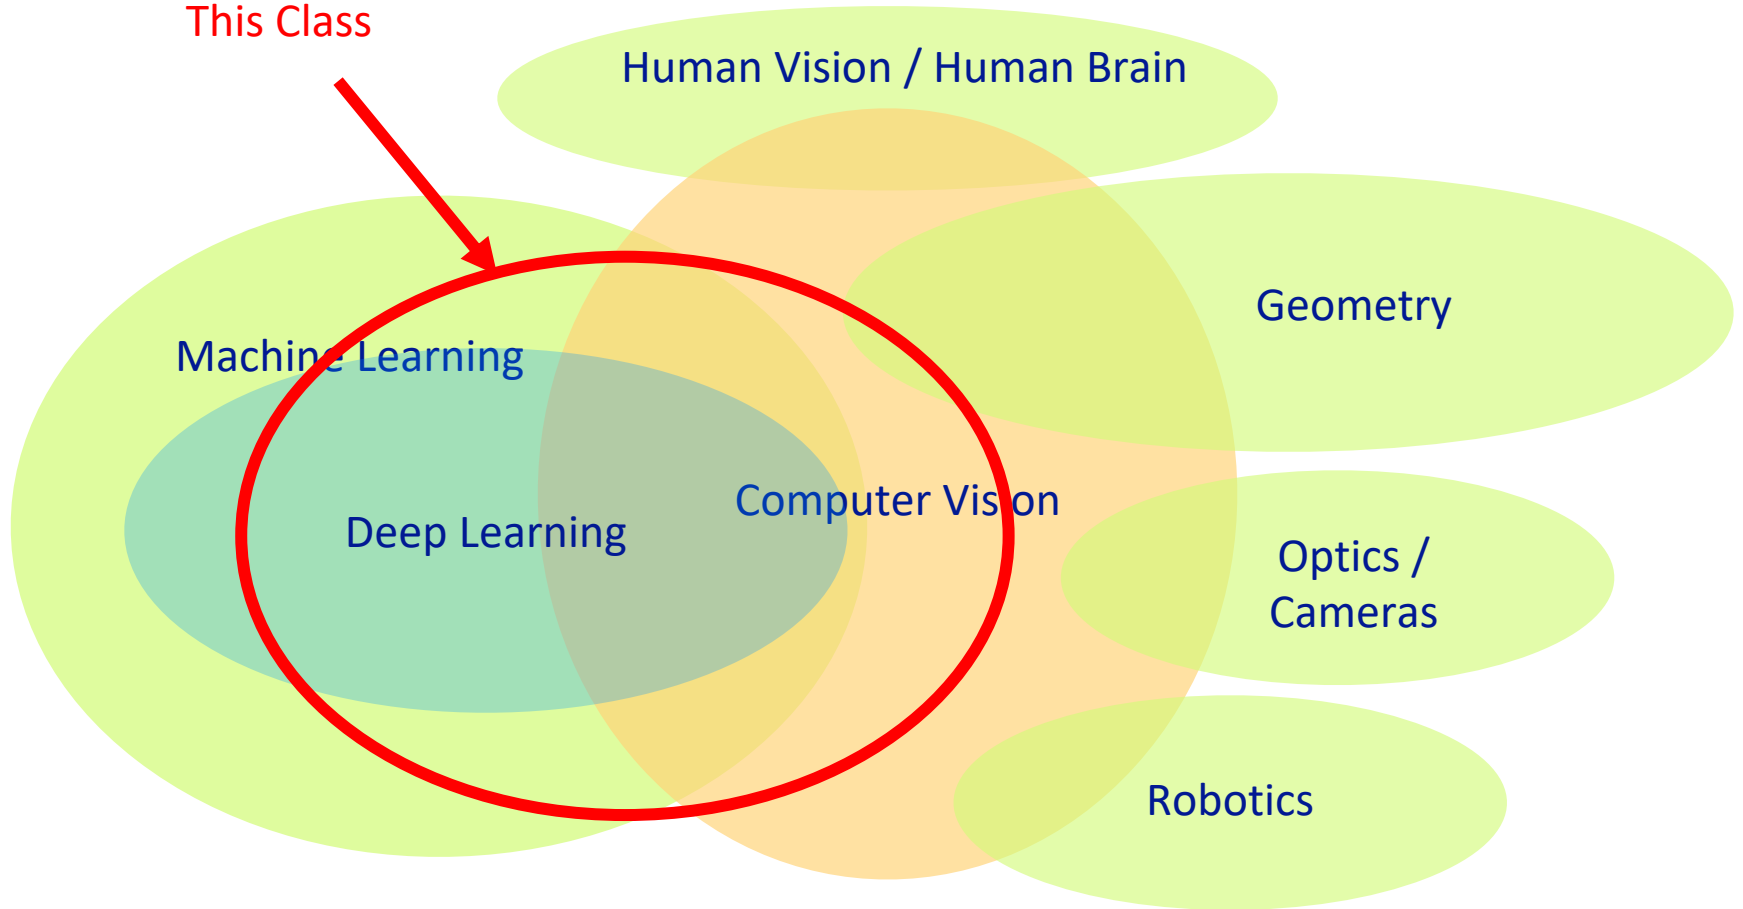 This Class
Human Vision / Human Brain
Geometry
Machine Learning
Computer Vision
Deep Learning
Optics /
Cameras
Robotics